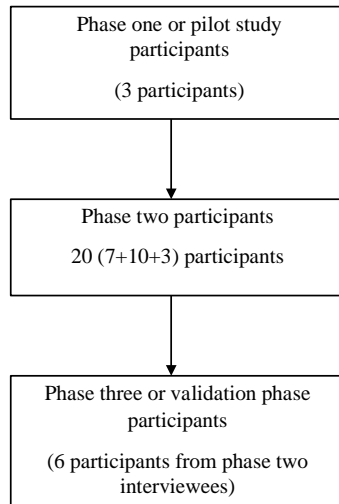 Phase one or pilot study
participants
(3 participants)
Phase two participants
20 (7+10+3) participants
Phase three or validation phase
participants
(6 participants from phase two
interviewees)